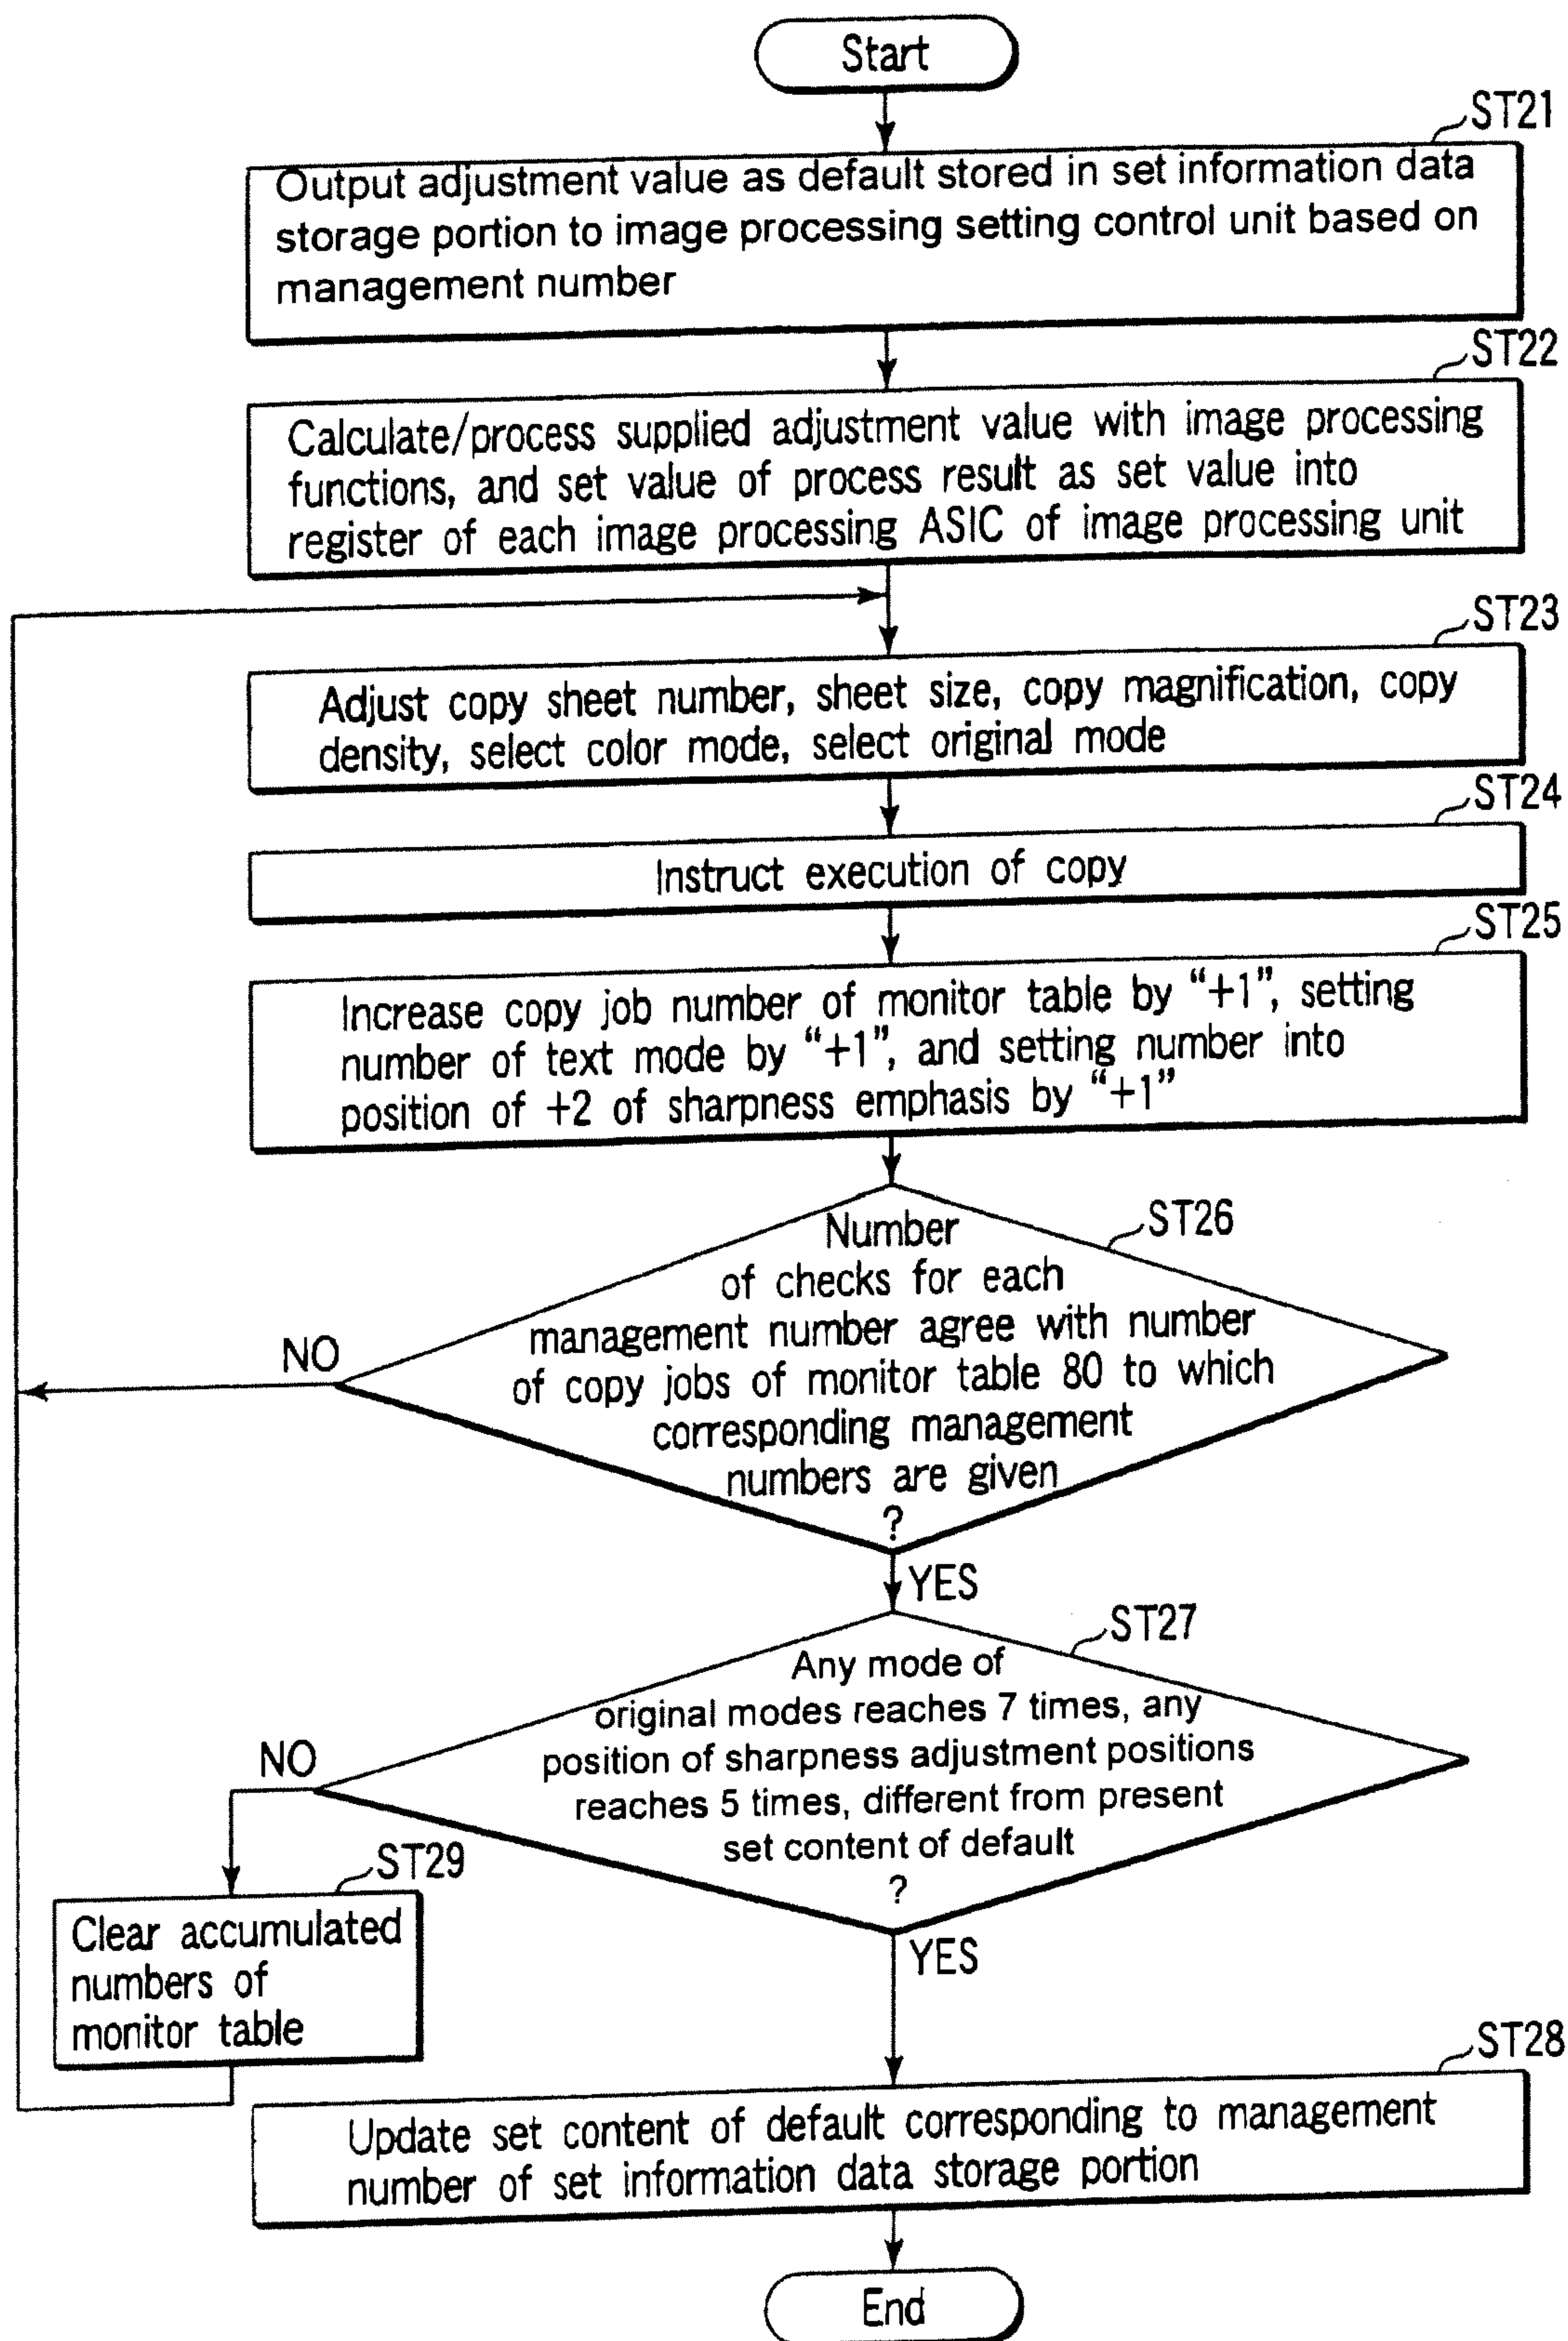 Start
ST21
Output adjustment value as default stored in set information data
storage portion to image processing setting control unit based on
management number
ST22
Calculate/process supplied adjustment value with image processing
functions, and set value of process result as set value into
register of each image processing ASIC of image processing unit
ST23
Adjust copy sheet number, sheet size, copy magnification, copy
density, select color mode, select original mode
ST24
Instruct execution of copy
ST25
Increase copy job number of monitor table by “+1”, setting
number of text mode by “+1”, and setting number into
position of +2 of sharpness emphasis by “+1”
ST26
Number
of checks for each
management number agree with number
of copy jobs of monitor table 80 to which
corresponding management
numbers are given
?
NO
YES
ST27
Any mode of
original modes reaches 7 times, any
position of sharpness adjustment positions
reaches 5 times, different from present
set content of default
?
NO
YES
ST29
Clear accumulated
numbers of
monitor table
ST28
Update set content of default corresponding to management
number of set information data storage portion
End